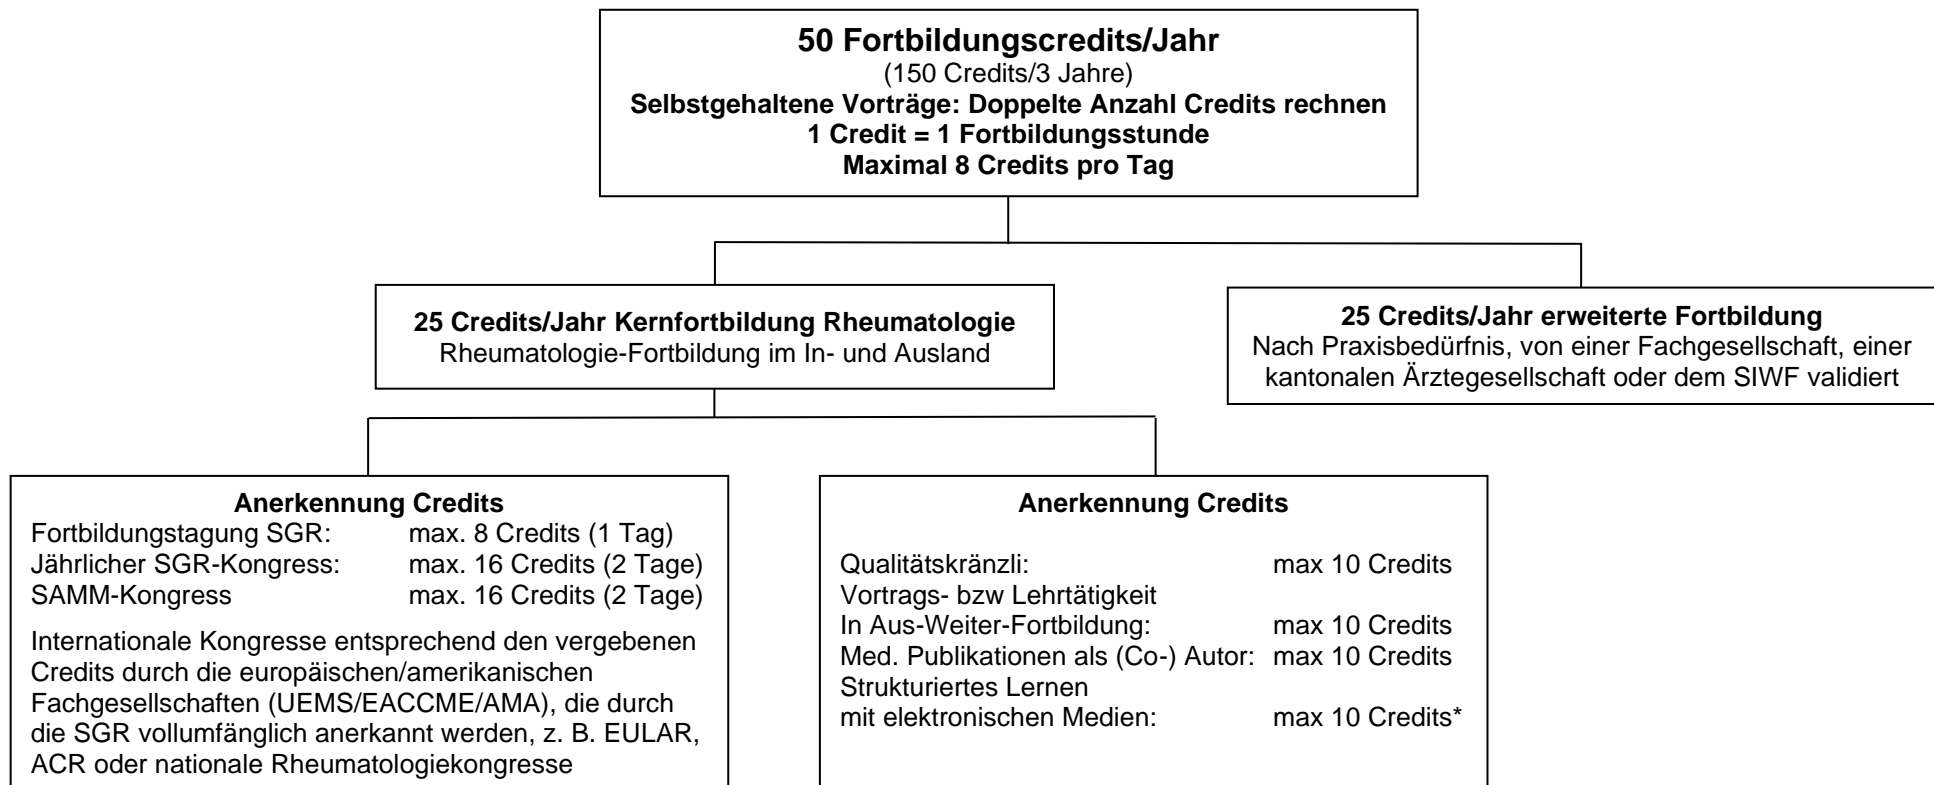 50 Fortbildungscredits/Jahr
(150 Credits/3 Jahre)
Selbstgehaltene Vorträge: Doppelte Anzahl Credits rechnen
1 Credit = 1 Fortbildungsstunde
Maximal 8 Credits pro Tag
25 Credits/Jahr Kernfortbildung Rheumatologie
Rheumatologie-Fortbildung im In- und Ausland
25 Credits/Jahr erweiterte Fortbildung
Nach Praxisbedürfnis, von einer Fachgesellschaft, einer
kantonalen Ärztegesellschaft oder dem SIWF validiert
Anerkennung Credits
Fortbildungstagung SGR: max. 8 Credits (1 Tag)
Jährlicher SGR-Kongress: max. 16 Credits (2 Tage)
SAMM-Kongress max. 16 Credits (2 Tage)
Internationale Kongresse entsprechend den vergebenen
Credits durch die europäischen/amerikanischen
Fachgesellschaften (UEMS/EACCME/AMA), die durch
die SGR vollumfänglich anerkannt werden, z. B. EULAR,
ACR oder nationale Rheumatologiekongresse
Anerkennung Credits
Qualitätskränzli: max 10 Credits
Vortrags- bzw Lehrtätigkeit
In Aus-Weiter-Fortbildung: max 10 Credits
Med. Publikationen als (Co-) Autor: max 10 Credits
Strukturiertes Lernen
mit elektronischen Medien: max 10 Credits*